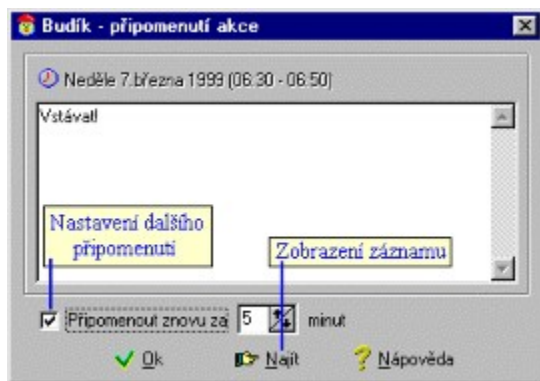 Budík - připomenutí akce
Neděle 7.března 1999 (06:30 - 06:50)
Vstávat!
Nastavení dalšího
připomenutí
Zobrazení záznamu
Připomenout znovu za 5 minut
Ok Najít Nápověda